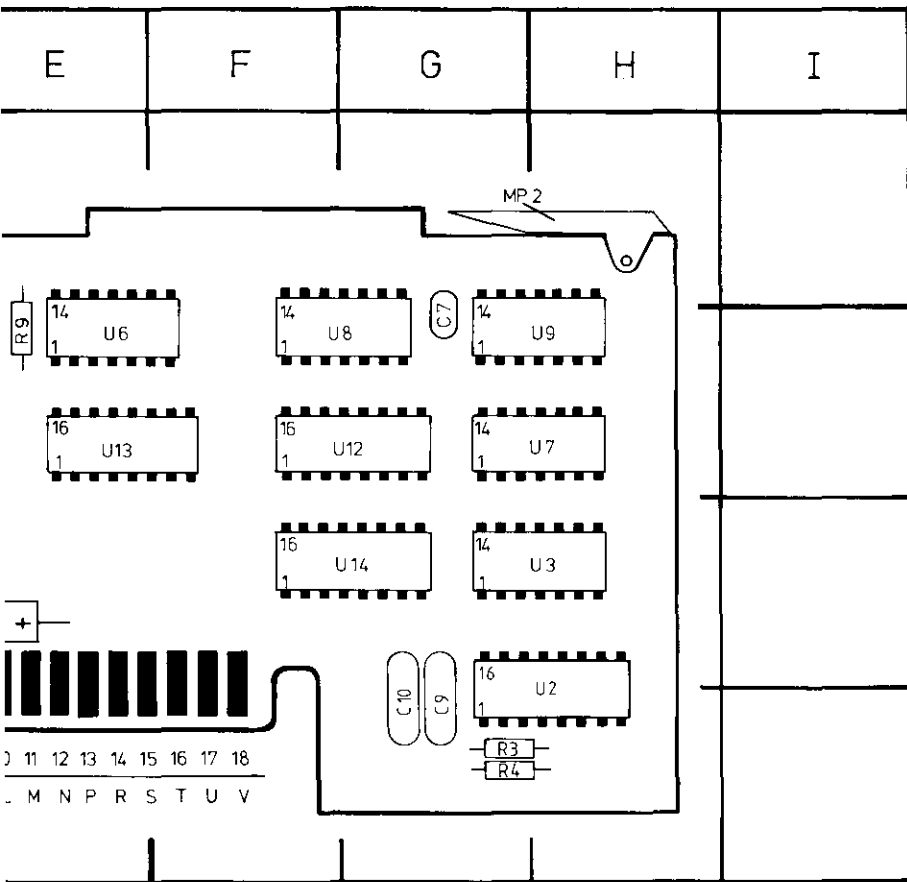 E F G H I
MP 2
R9 14 U6 1
14 U8 1
C7
14 U9 1
16 U13 1
16 U12 1
14 U7 1
16 U14 1
14 U3 1
+
C10 C9
16 U2 1
R3
R4
11 12 13 14 15 16 17 18
M N P R S T U V